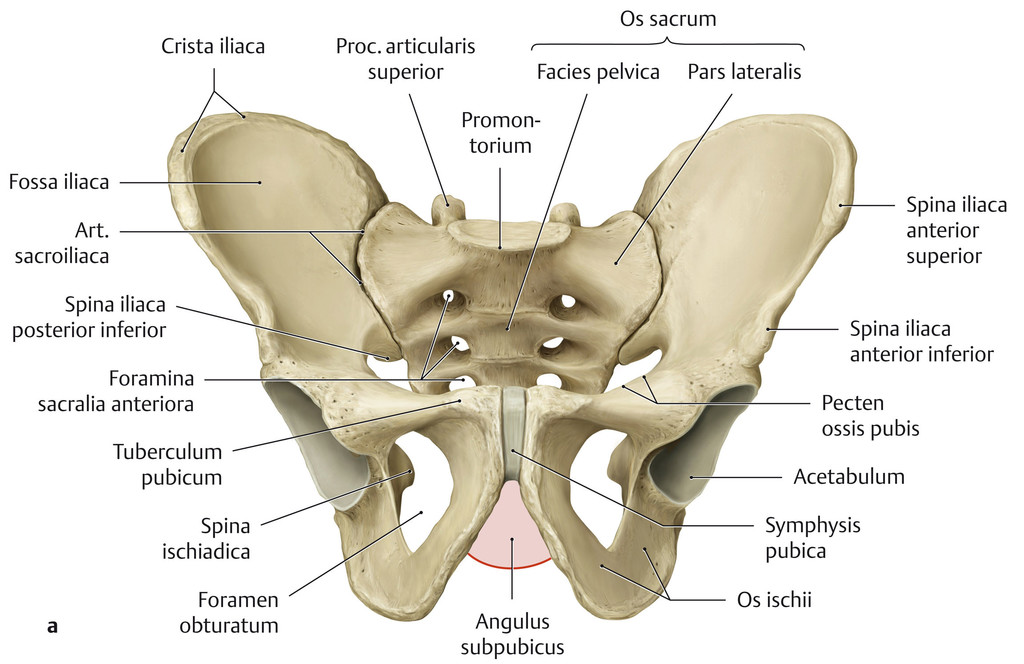 Os sacrum
Crista iliaca
Proc. articularis
superior
Facies pelvica
Pars lateralis
Promon-
torium
Fossa iliaca
Art.
sacroiliaca
Spina iliaca
anterior
superior
Spina iliaca
posterior inferior
Spina iliaca
anterior inferior
Foramina
sacralia anteriora
Pecten
ossis pubis
Tuberculum
pubicum
Acetabulum
Spina
ischiadica
Symphysis
pubica
Foramen
obturatum
Os ischii
Angulus
subpubicus
a